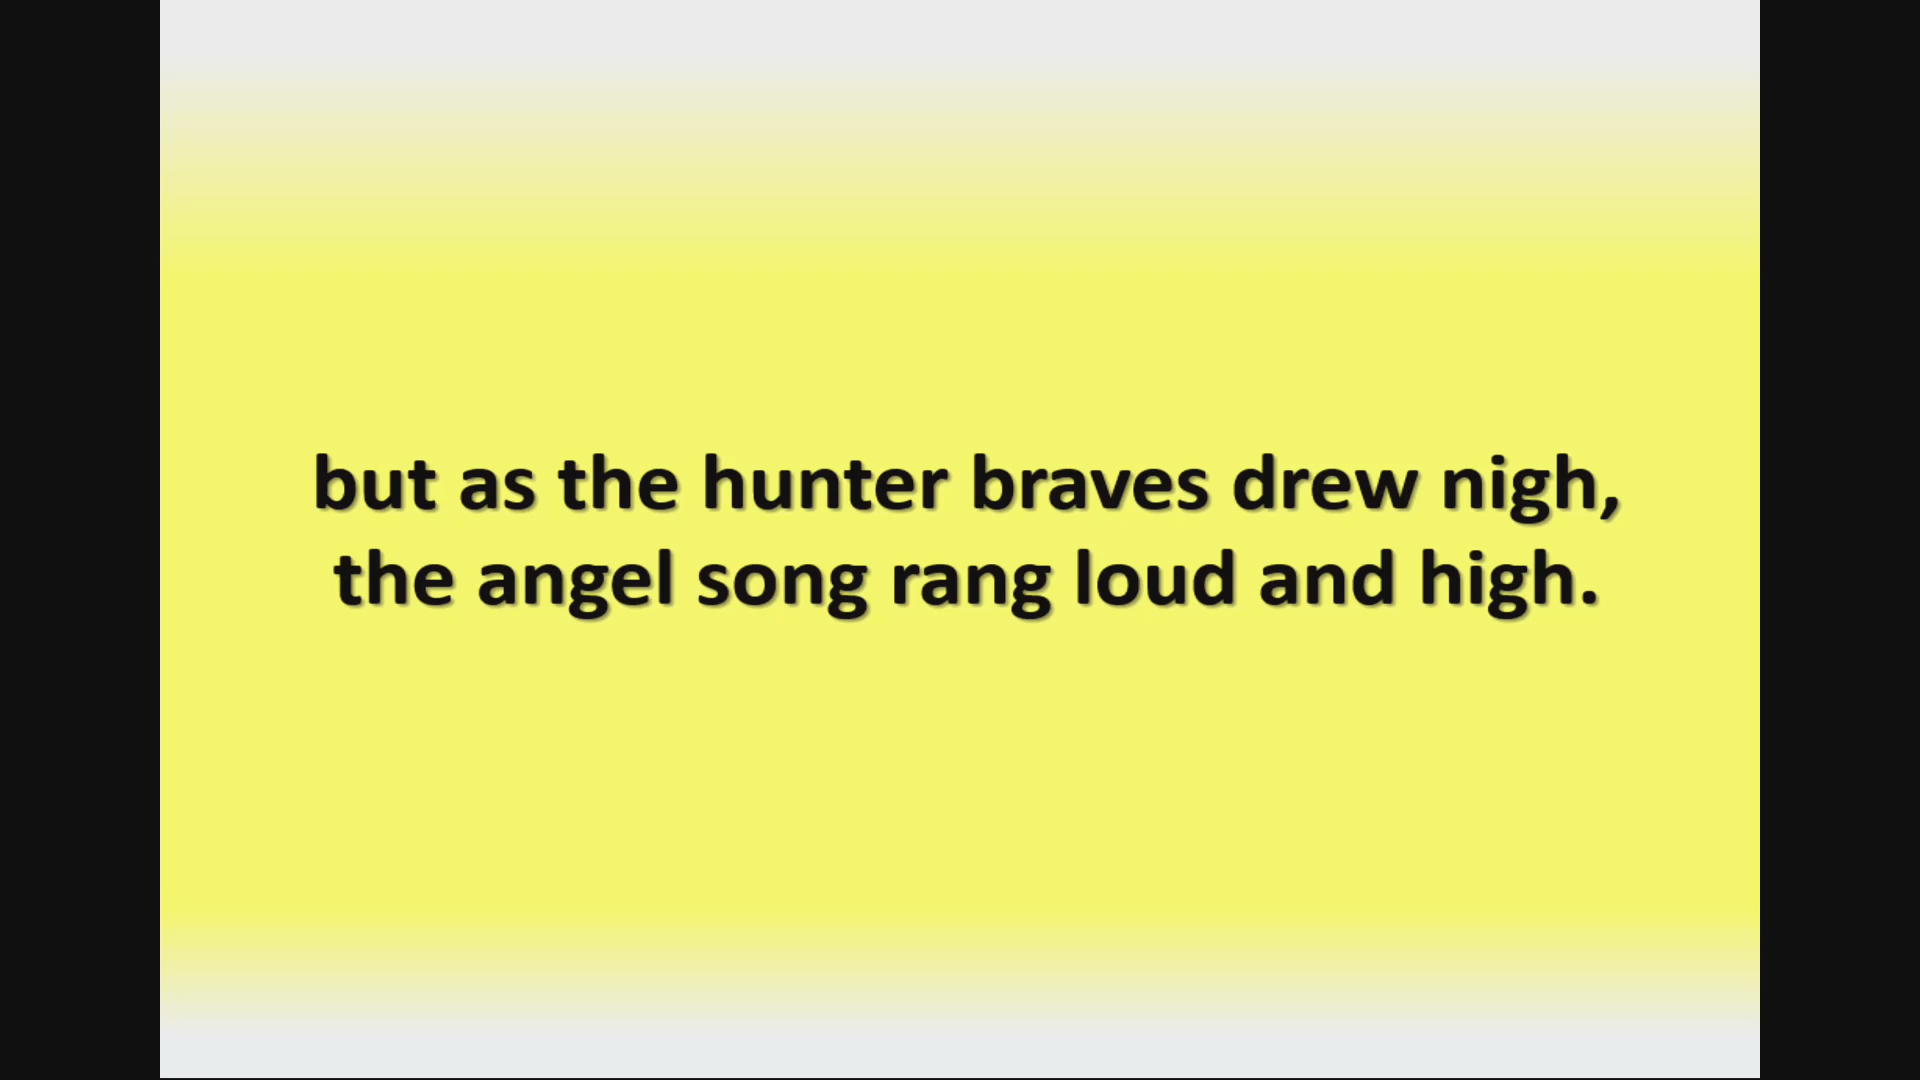 but as the hunter braves drew nigh,
the angel song rang loud and high.